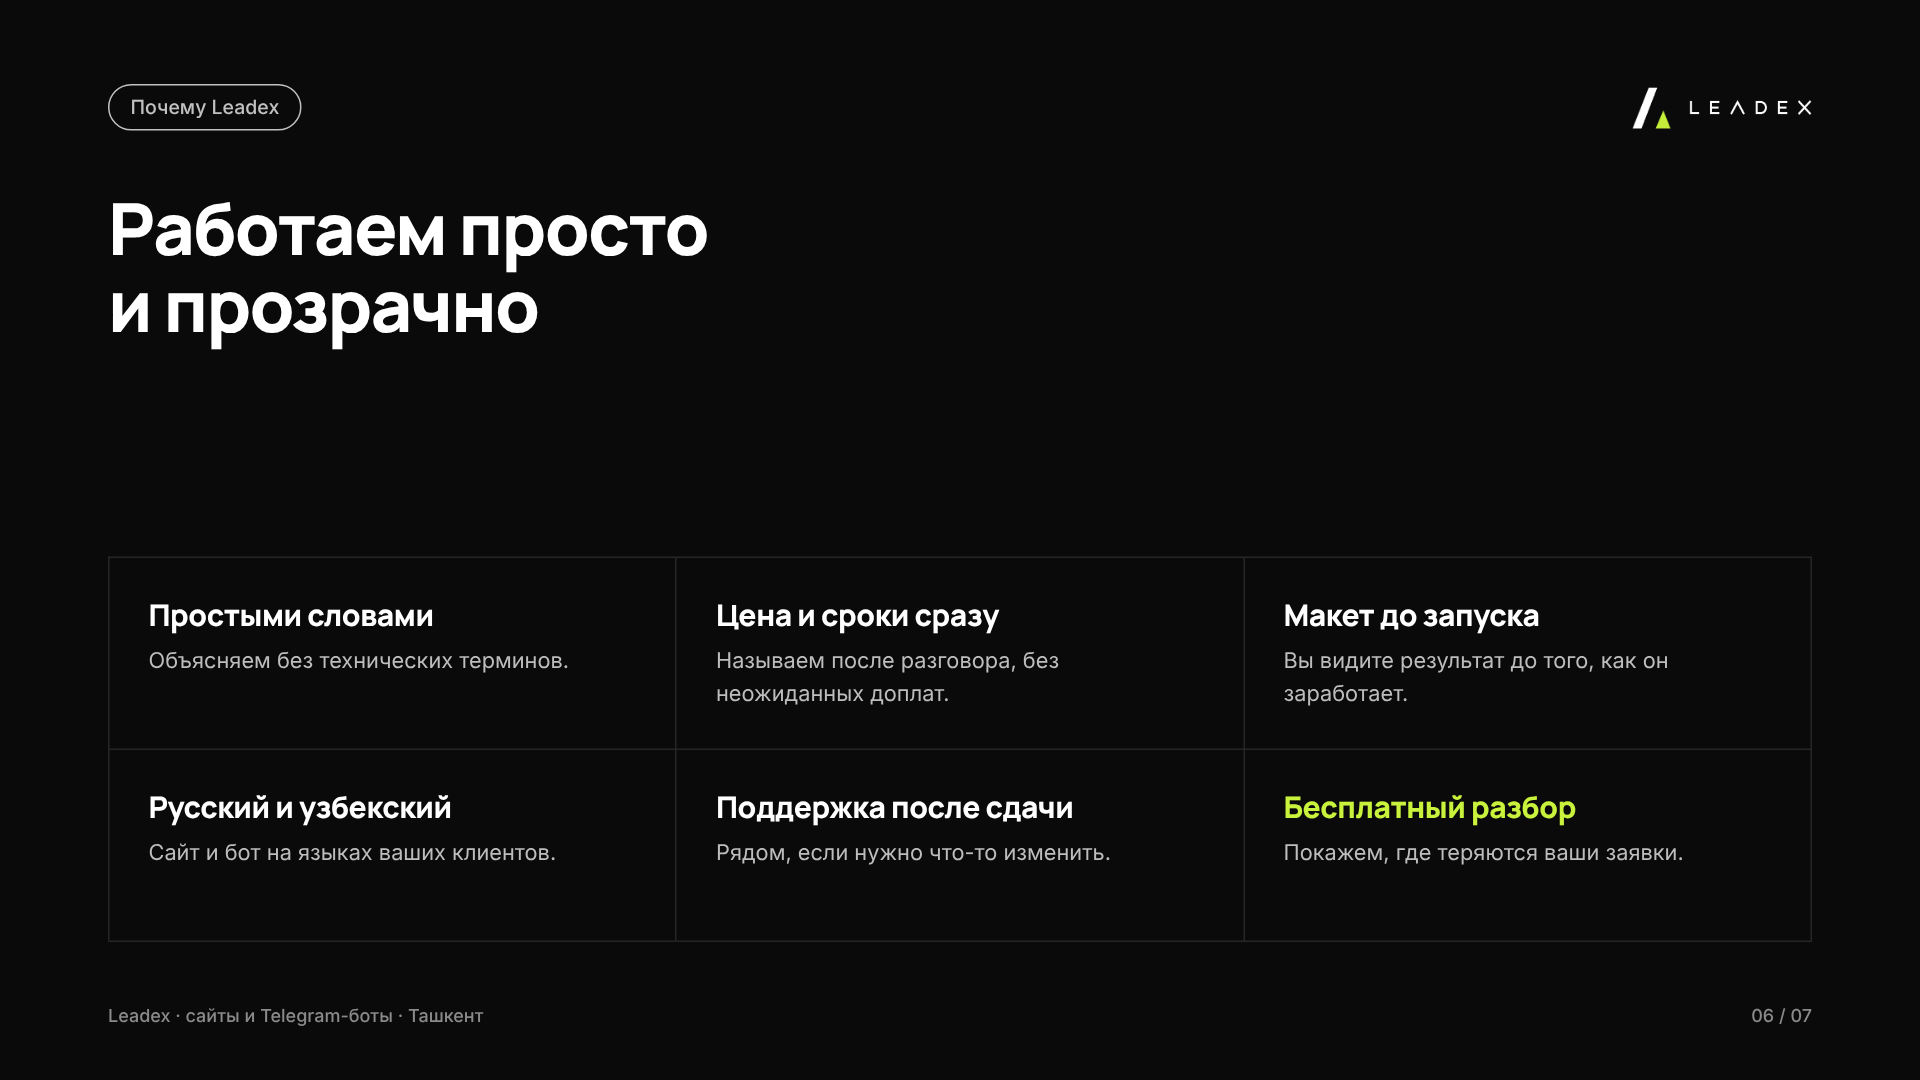 Почему Leadex
LEADEX
Работаем просто
и прозрачно
Простыми словами
Объясняем без технических терминов.
Цена и сроки сразу
Называем после разговора, без
неожиданных доплат.
Макет до запуска
Вы видите результат до того, как он
заработает.
Русский и узбекский
Сайт и бот на языках ваших клиентов.
Поддержка после сдачи
Рядом, если нужно что-то изменить.
Бесплатный разбор
Покажем, где теряются ваши заявки.
Leadex · сайты и Telegram-боты · Ташкент
06 / 07